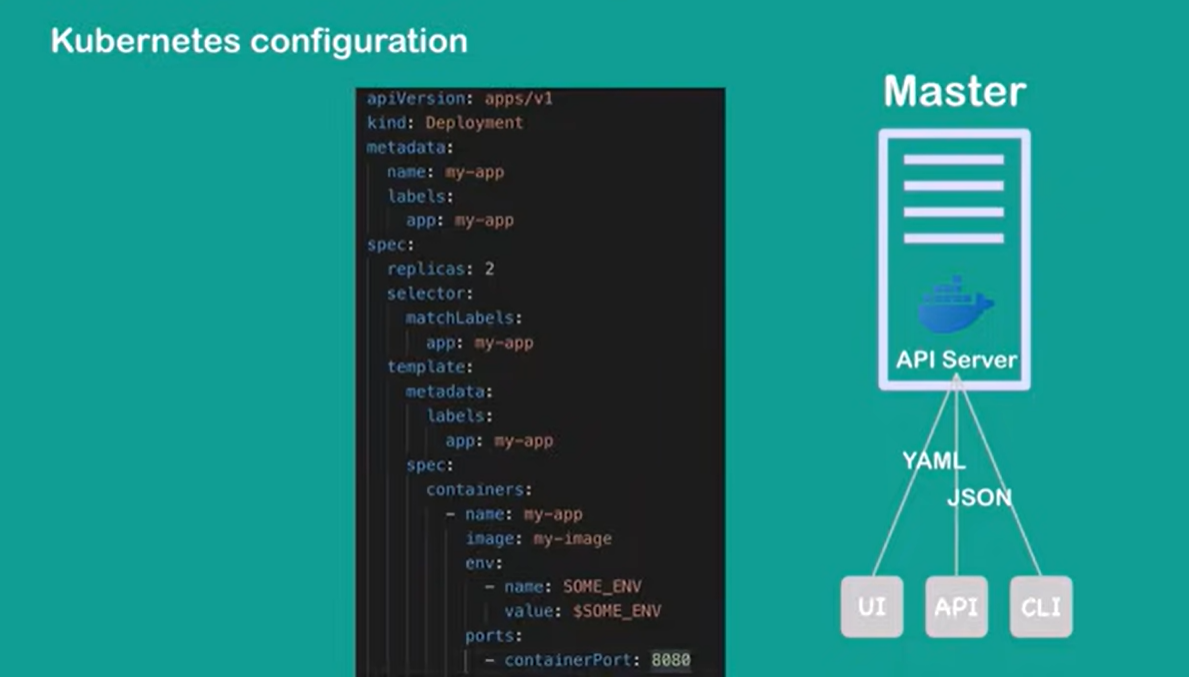 Kubernetes configuration
apiVersion: apps/v1
kind: Deployment
metadata:
  name: my-app
  labels:
    app: my-app
spec:
  replicas: 2
  selector:
    matchLabels:
      app: my-app
  template:
    metadata:
      labels:
        app: my-app
    spec:
      containers:
        - name: my-app
          image: my-image
          env:
            - name: SOME_ENV
              value: $SOME_ENV
          ports:
            - containerPort: 8080
Master
API Server
YAML
JSON
UI
API
CLI